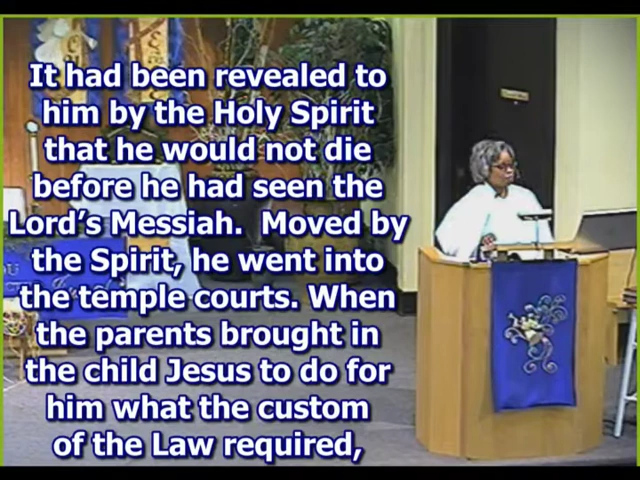 It had been revealed to
him by the Holy Spirit
that he would not die
before he had seen the
Lord's Messiah. Moved by
the Spirit, he went into
the temple courts. When
the parents brought in
the child Jesus to do for
him what the custom
of the Law required,